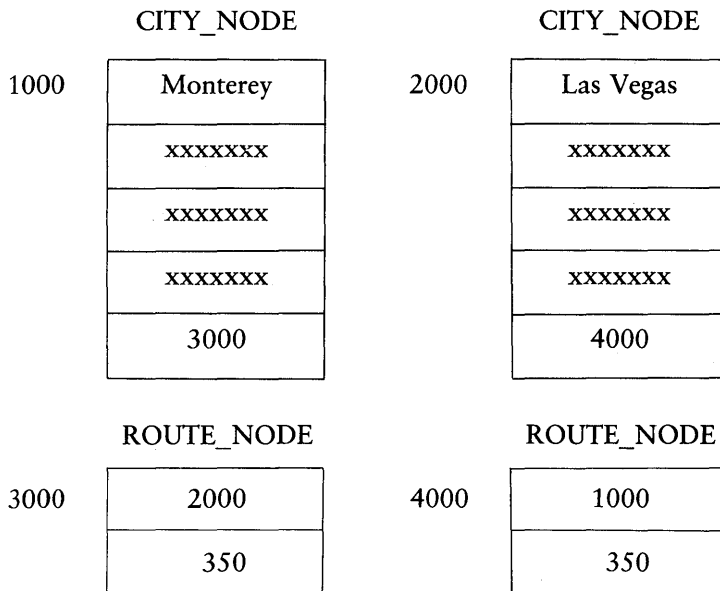 CITY_NODE CITY_NODE
1000 Monterey 2000 Las Vegas
xxxxxxx xxxxxxx
xxxxxxx xxxxxxx
xxxxxxx xxxxxxx
3000 4000
ROUTE_NODE ROUTE_NODE
3000 2000 4000 1000
350 350